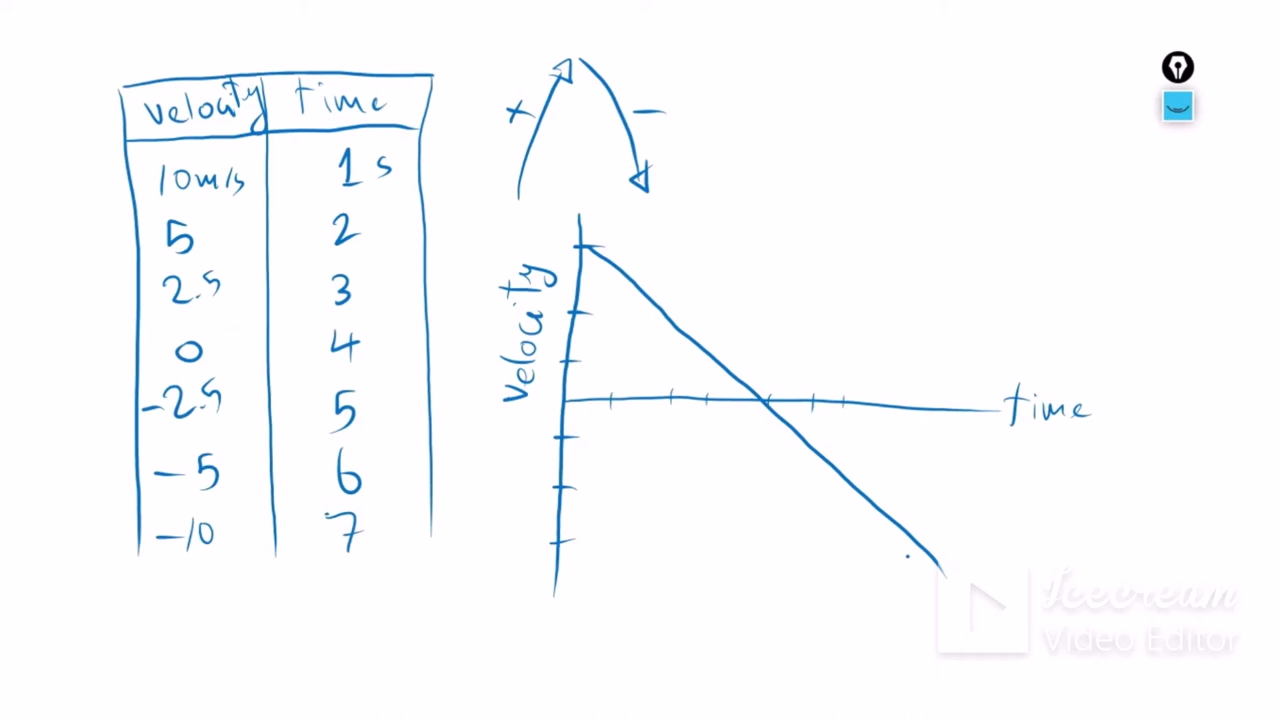 velocity time
10m/s 1s
5 2
2.5 3
0 4
-2.5 5
-5 6
-10 7
+ -
velocity
time
Icecream
Video Editor